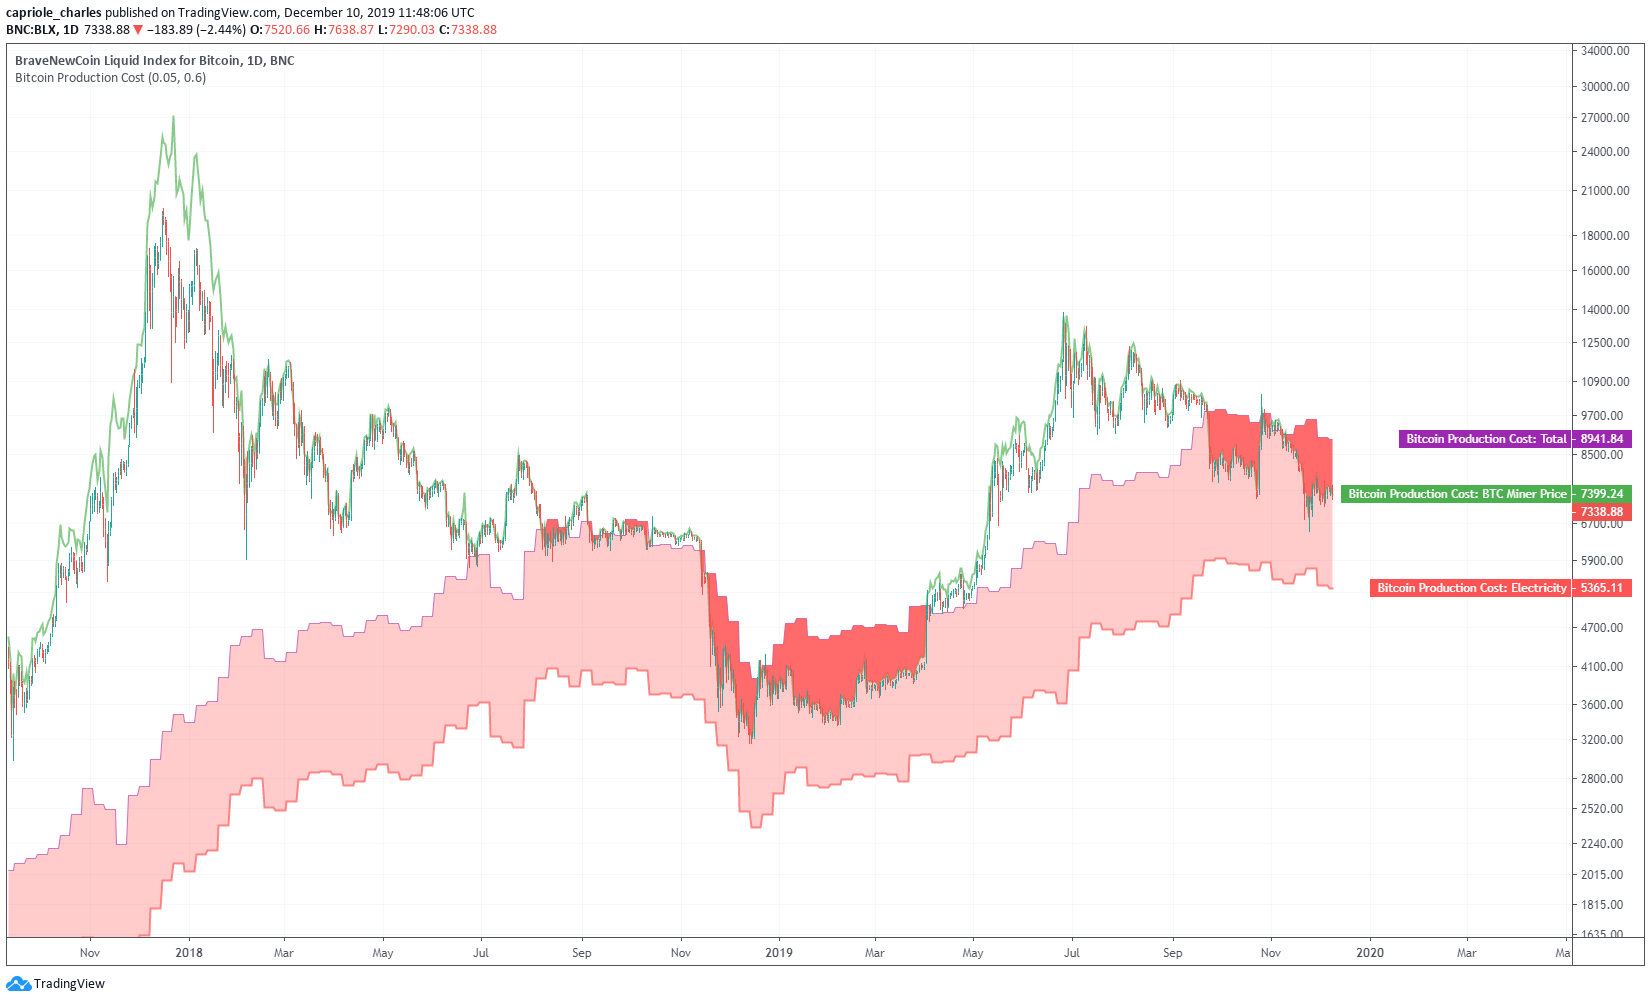 capriole_charles published on TradingView.com, December 10, 2019 11:48:06 UTC
BNC:BLX, 1D 7338.88 ▼ −183.89 (−2.44%) O:7520.66 H:7638.87 L:7290.03 C:7338.88
BraveNewCoin Liquid Index for Bitcoin, 1D, BNC
Bitcoin Production Cost (0.05, 0.6)
34000.00
30000.00
27000.00
24000.00
21000.00
18000.00
16000.00
14000.00
12500.00
10900.00
9700.00
Bitcoin Production Cost: Total 8941.84
8500.00
Bitcoin Production Cost: BTC Miner Price 7399.24
7338.88
6700.00
5900.00
Bitcoin Production Cost: Electricity 5365.11
4700.00
4100.00
3600.00
3200.00
2800.00
2520.00
2240.00
2015.00
1815.00
1635.00
Nov 2018 Mar May Jul Sep Nov 2019 Mar May Jul Sep Nov 2020 Mar Ma
TradingView